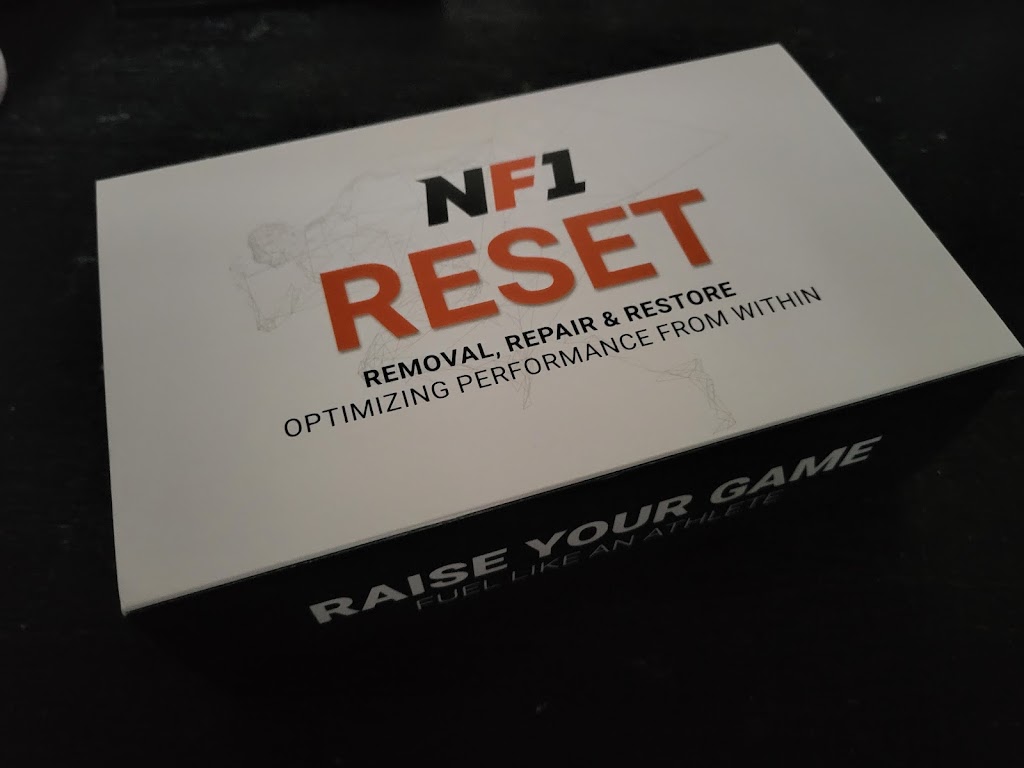 NF1
RESET
REMOVAL, REPAIR & RESTORE
OPTIMIZING PERFORMANCE FROM WITHIN
RAISE YOUR GAME
FUEL LIKE AN ATHLETE